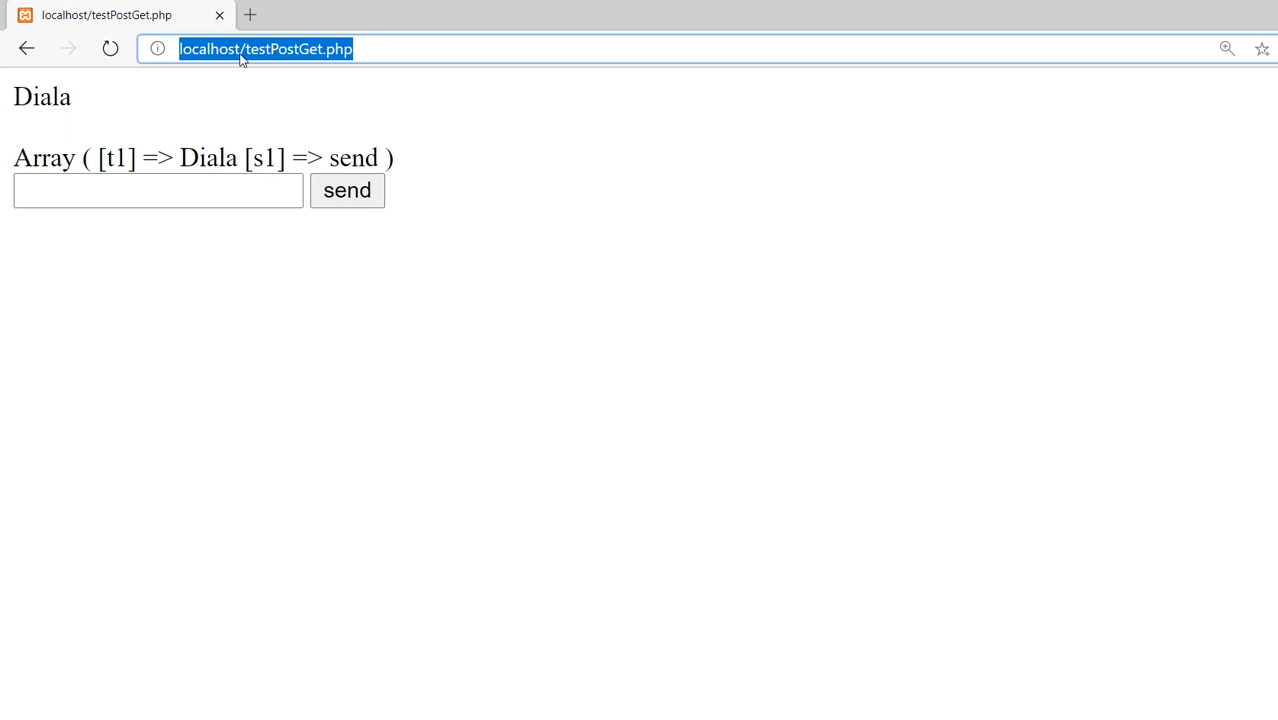 localhost/testPostGet.php
localhost/testPostGet.php
Diala
Array ( [t1] => Diala [s1] => send )
send